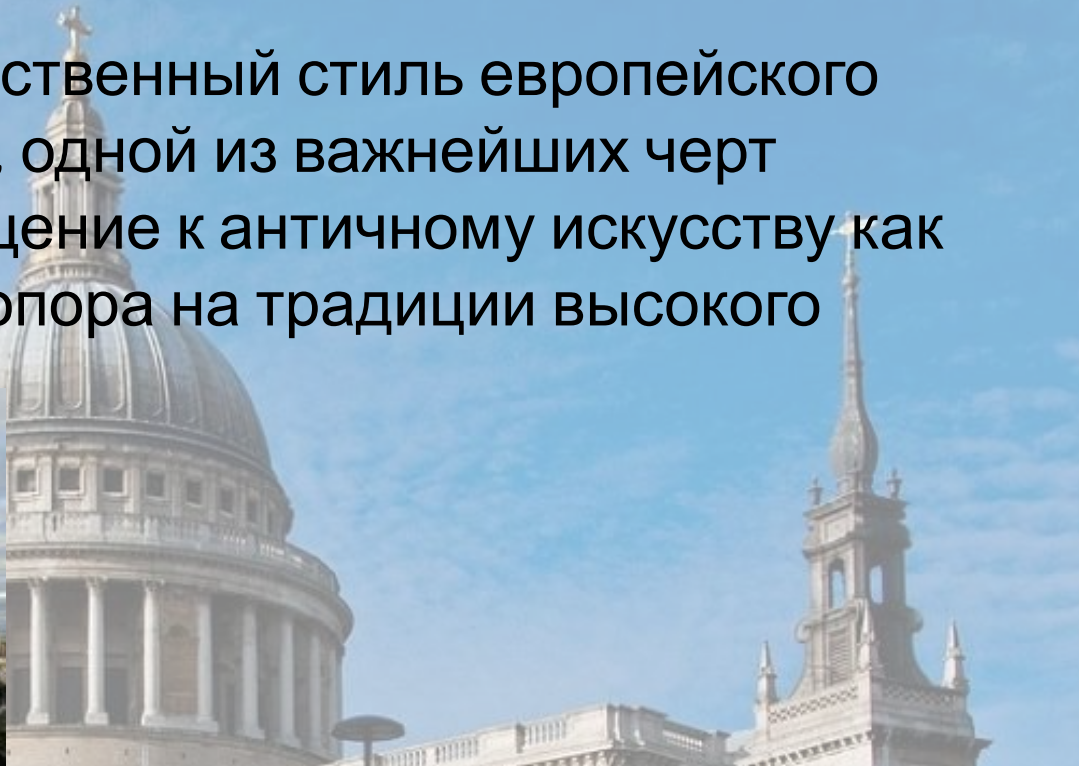 ственный стиль европейского
. одной из важнейших черт
щение к античному искусству как
опора на традиции высокого